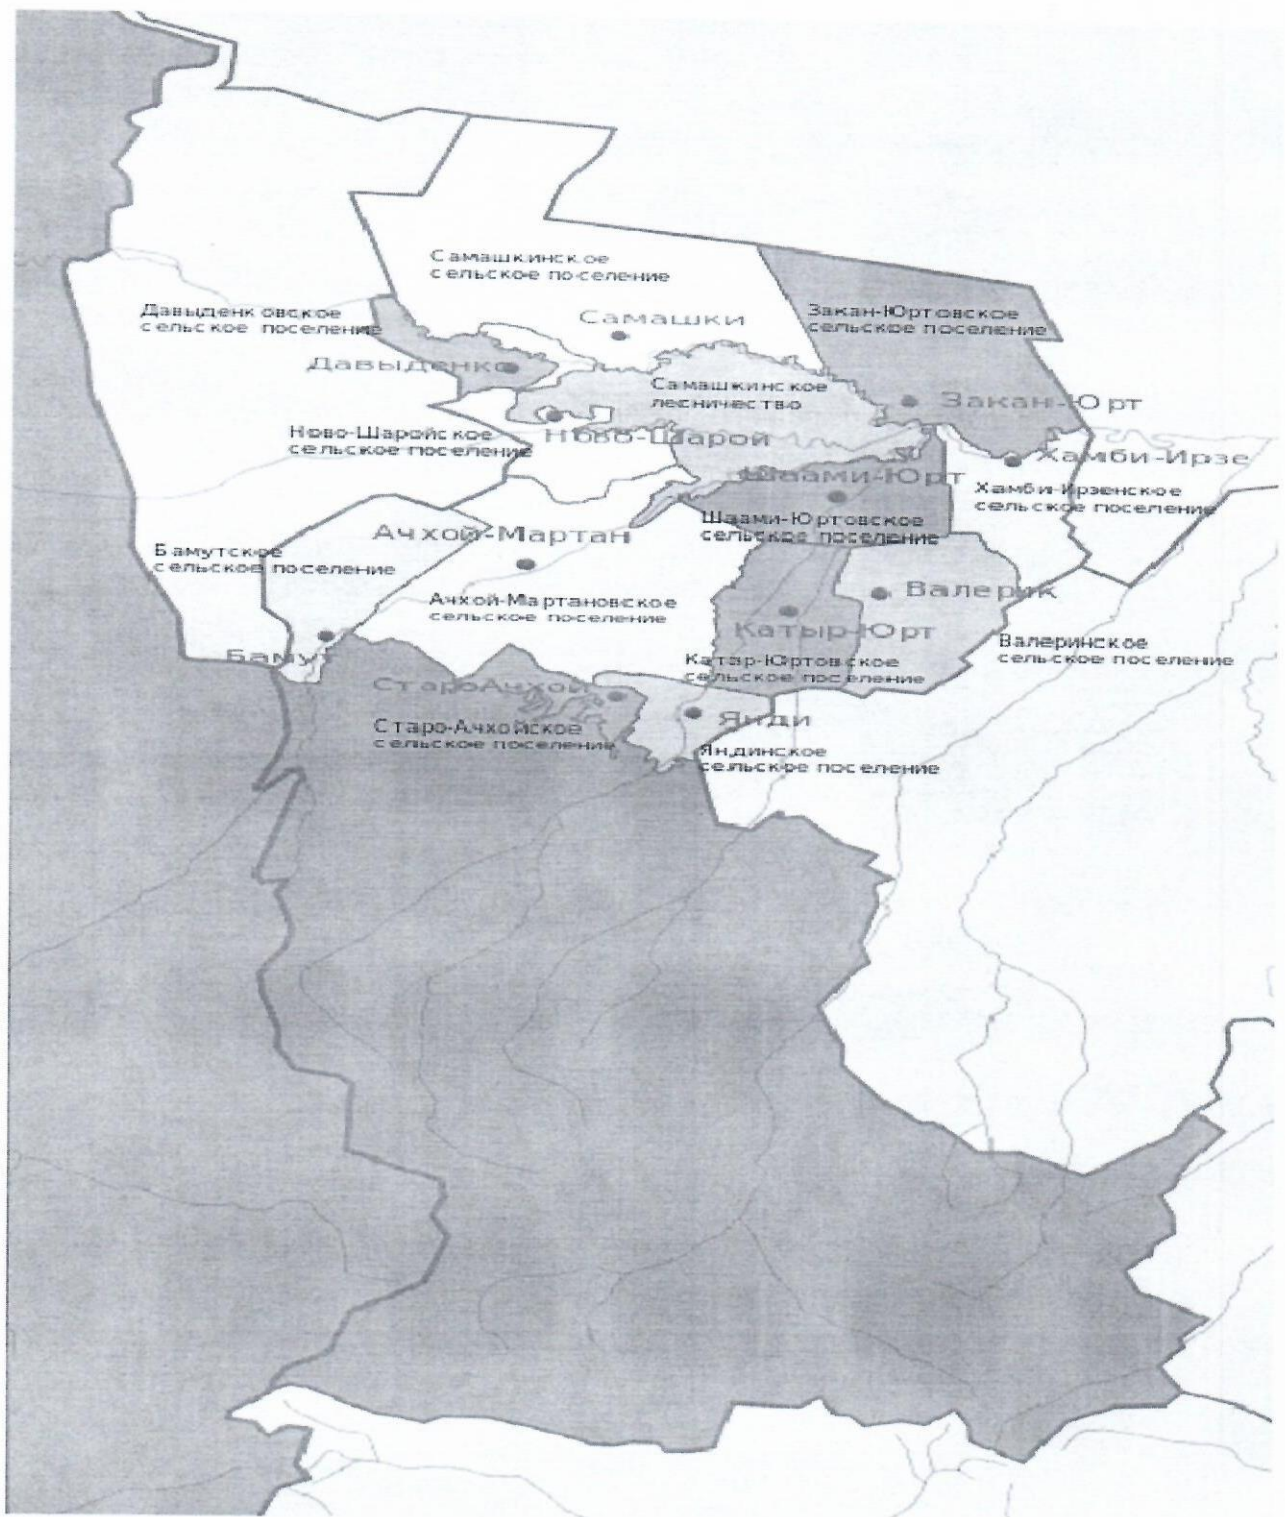 Самашкинское
сельское поселение
Давыденковское
сельское поселение
Закан-Юртовское
сельское поселение
Самашки
Давыденко
Самашкинское
лесничество
Закан-Юрт
Ново-Шаройское
сельское поселение
Ново-Шарой
Хамби-Ирзе
Шаами-Юрт
Хамби-Ирзенское
сельское поселение
Шаами-Юртовское
сельское поселение
Ачхой-Мартан
Бамутское
сельское поселение
Ачхой-Мартановское
сельское поселение
Валерик
Катыр-Юрт
Валеринское
сельское поселение
Бамут
Катар-Юртовское
сельское поселение
СтароАчхой
Старо-Ачхойское
сельское поселение
Янди
Яндинское
сельское поселение